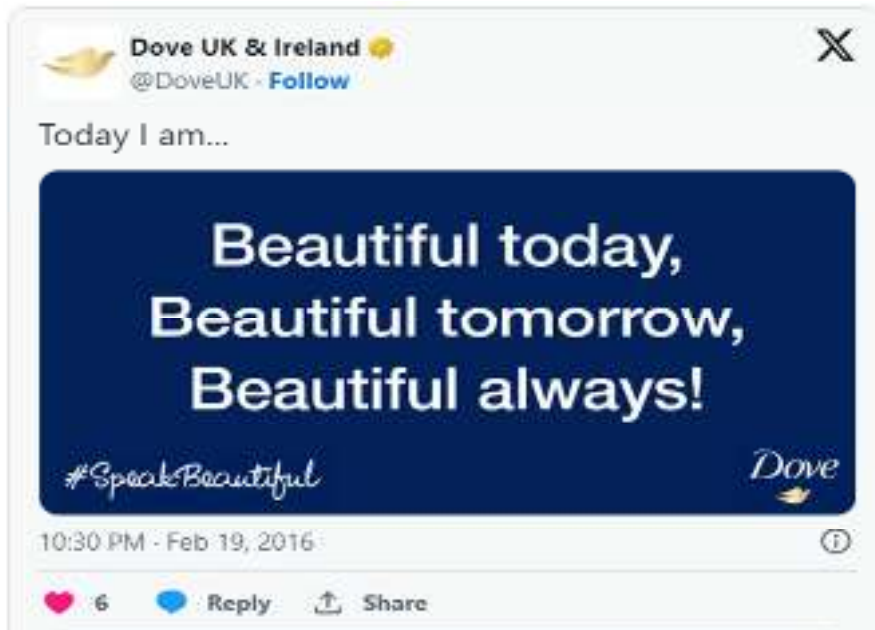 Dove UK & Ireland
@DoveUK · Follow
Today I am...
Beautiful today,
Beautiful tomorrow,
Beautiful always!
#SpeakBeautiful
Dove
10:30 PM · Feb 19, 2016
6 Reply Share